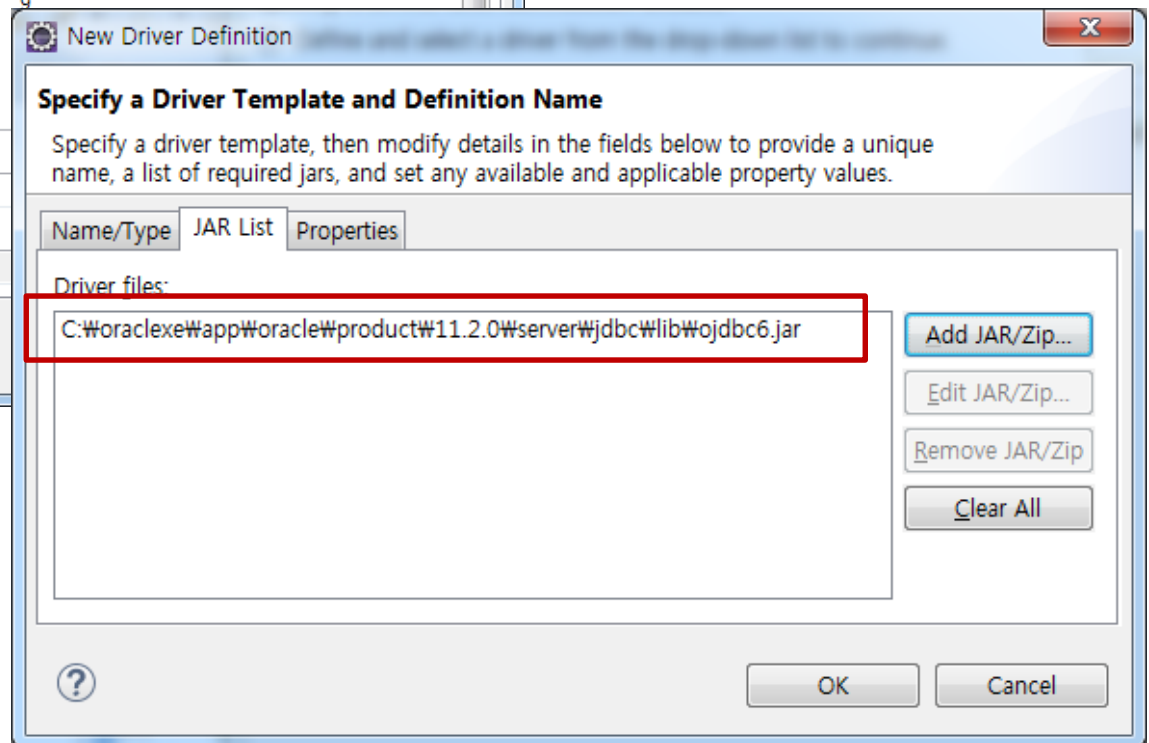 New Driver Definition
Specify a Driver Template and Definition Name
Specify a driver template, then modify details in the fields below to provide a unique
name, a list of required jars, and set any available and applicable property values.
Name/Type JAR List Properties
Driver files:
C:₩oraclexe₩app₩oracle₩product₩11.2.0₩server₩jdbc₩lib₩ojdbc6.jar
Add JAR/Zip...
Edit JAR/Zip...
Remove JAR/Zip
Clear All
OK Cancel